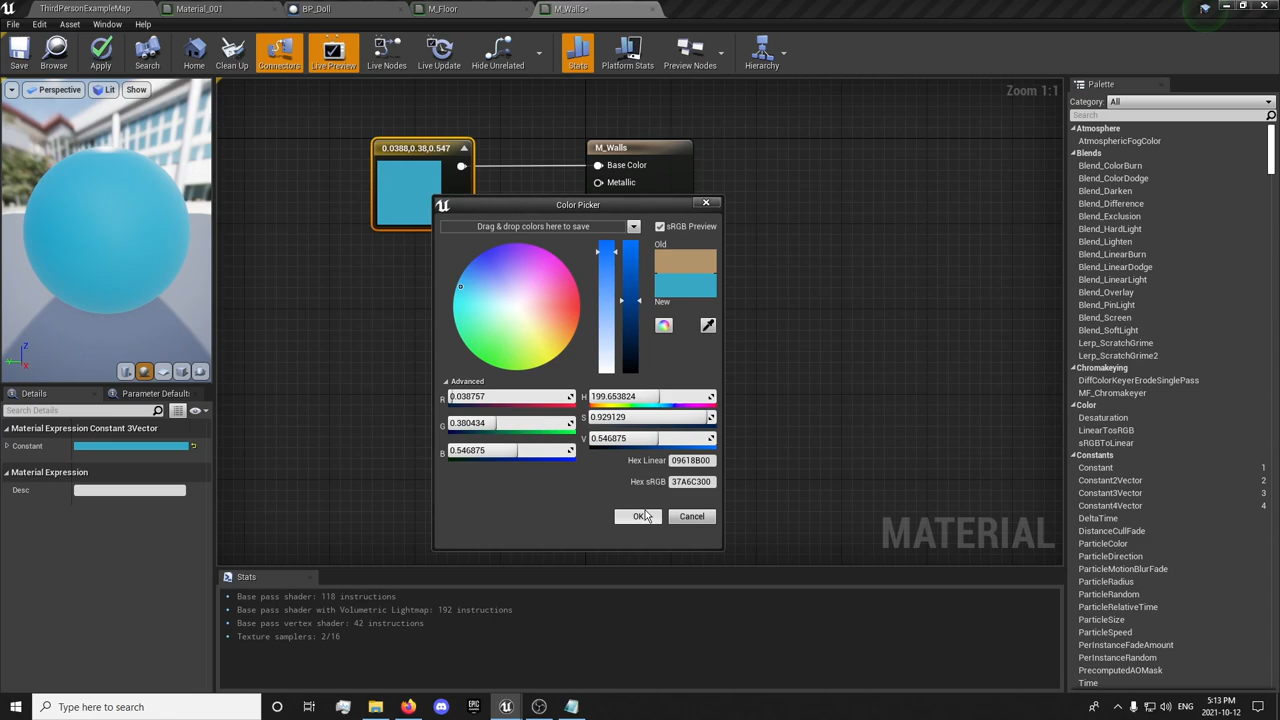 ThirdPersonExampleMap
Material_001
BP_Doll
M_Floor
M_Walls*
File Edit Asset Window Help
Save Browse Apply Search Home Clean Up Connectors Live Preview Live Nodes Live Update Hide Unrelated Stats Platform Stats Preview Nodes Hierarchy
Perspective Lit Show
Zoom 1:1
Palette
Category: All
Search
Atmosphere
AtmosphericFogColor
Blends
Blend_ColorBurn
Blend_ColorDodge
Blend_Darken
Blend_Difference
Blend_Exclusion
Blend_HardLight
Blend_Lighten
Blend_LinearBurn
Blend_LinearDodge
Blend_LinearLight
Blend_Overlay
Blend_PinLight
Blend_Screen
Blend_SoftLight
Lerp_ScratchGrime
Lerp_ScratchGrime2
Chromakeying
DiffColorKeyerErodeSinglePass
MF_Chromakeyer
Color
Desaturation
LinearTosRGB
sRGBToLinear
Constants
Constant 1
Constant2Vector 2
Constant3Vector 3
Constant4Vector 4
DeltaTime
DistanceCullFade
ParticleColor
ParticleDirection
ParticleMotionBlurFade
ParticleRadius
ParticleRandom
ParticleRelativeTime
ParticleSize
ParticleSpeed
PerInstanceFadeAmount
PerInstanceRandom
PrecomputedAOMask
Time
0.0388,0.38,0.547
M_Walls
Base Color
Metallic
Color Picker
Drag & drop colors here to save
sRGB Preview
Old
New
Advanced
R 0.038757
G 0.380434
B 0.546875
H 199.653824
S 0.929129
V 0.546875
Hex Linear 09618B00
Hex sRGB 37A6C300
OK Cancel
MATERIAL
Z
Y
X
Details
Parameter Default:
Search Details
Material Expression Constant 3Vector
Constant
Material Expression
Desc
Stats
Base pass shader: 118 instructions
Base pass shader with Volumetric Lightmap: 192 instructions
Base pass vertex shader: 42 instructions
Texture samplers: 2/16
Type here to search
EPIC
ENG
5:13 PM
2021-10-12